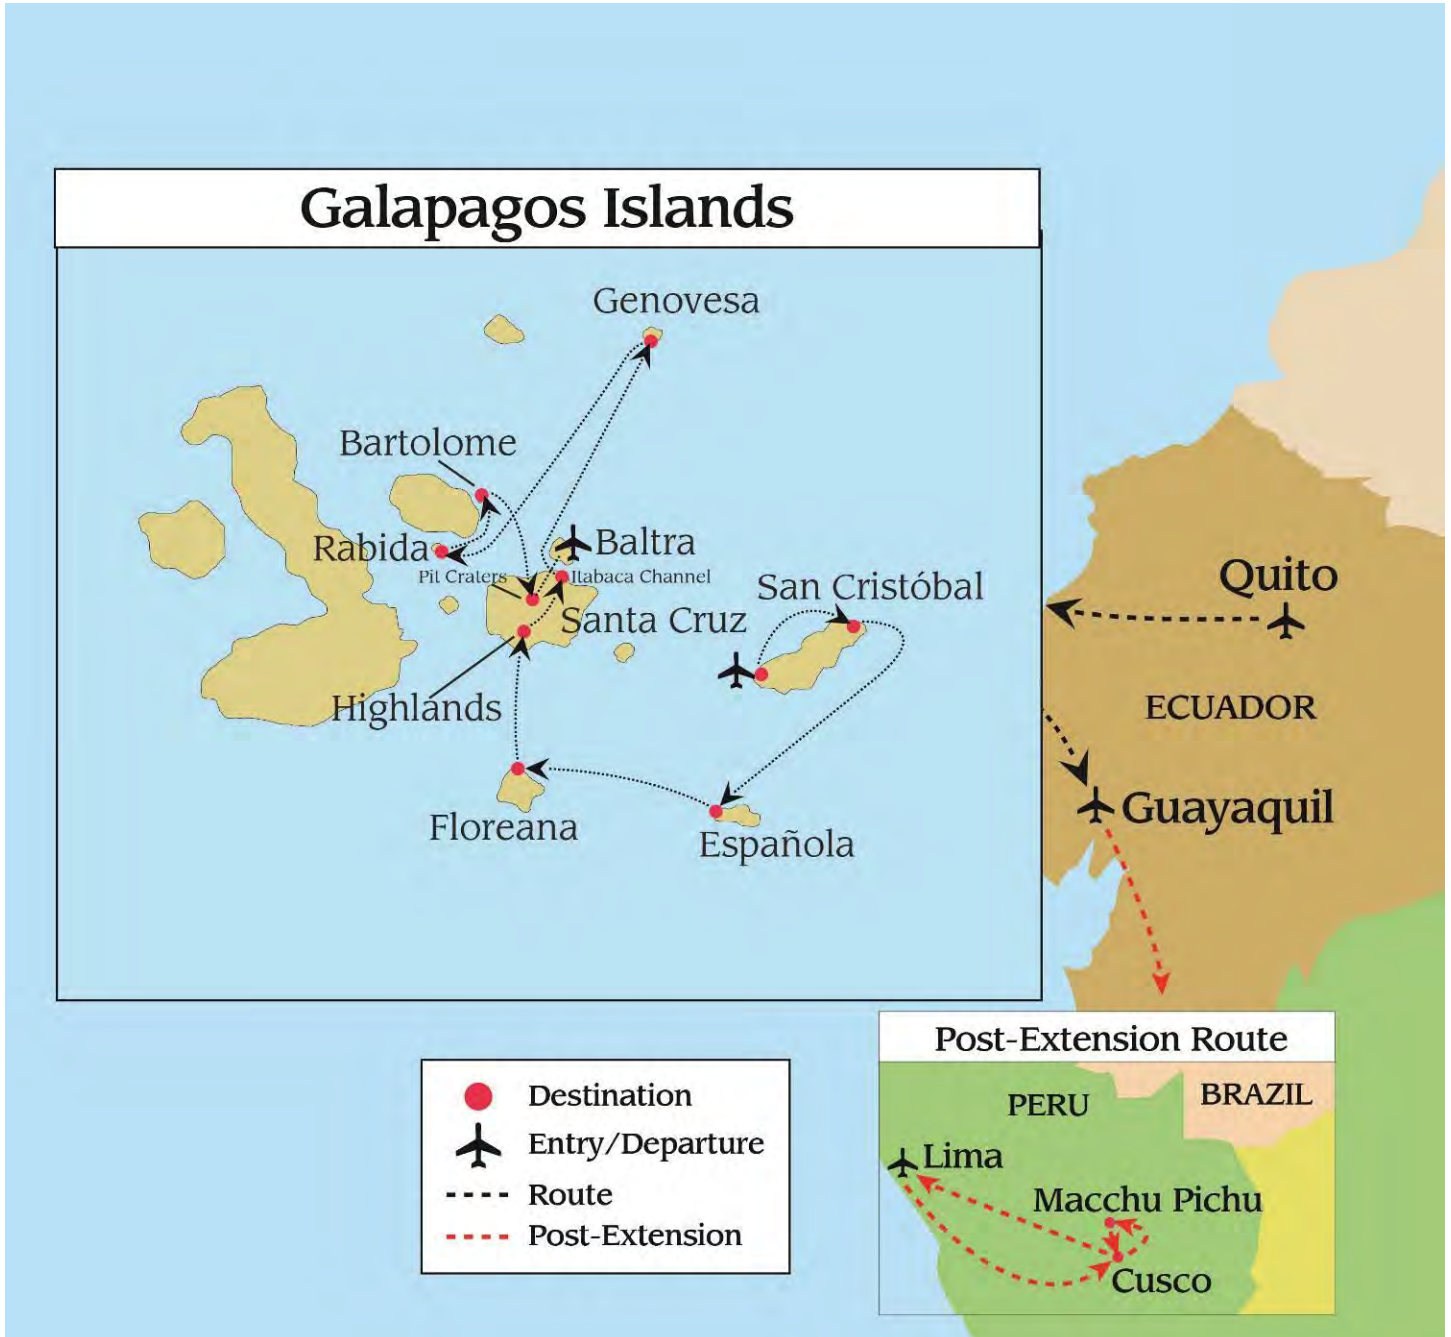 Galapagos Islands
Genovesa
Bartolome
Rabida
Baltra
Pit Craters
Itabaca Channel
San Cristóbal
Santa Cruz
Highlands
Floreana
Española
Quito
ECUADOR
Guayaquil
Post-Extension Route
PERU
BRAZIL
Lima
Macchu Pichu
Cusco
Destination
Entry/Departure
Route
Post-Extension